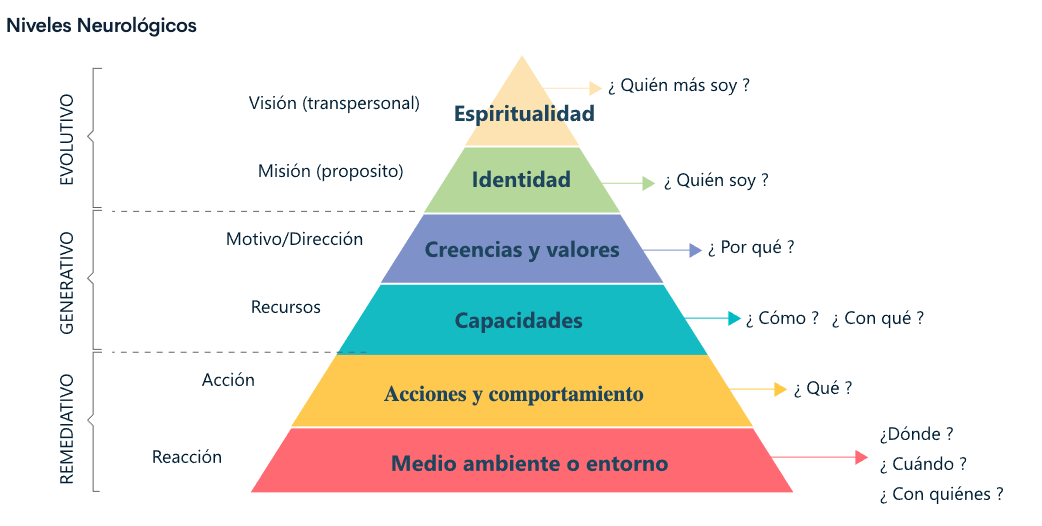 Niveles Neurológicos
EVOLUTIVO
Visión (transpersonal)
Espiritualidad
¿ Quién más soy ?
Misión (proposito)
Identidad
¿ Quién soy ?
GENERATIVO
Motivo/Dirección
Creencias y valores
¿ Por qué ?
Recursos
Capacidades
¿ Cómo ? ¿ Con qué ?
REMEDIATIVO
Acción
Acciones y comportamiento
¿ Qué ?
Reacción
Medio ambiente o entorno
¿Dónde ?
¿ Cuándo ?
¿ Con quiénes ?